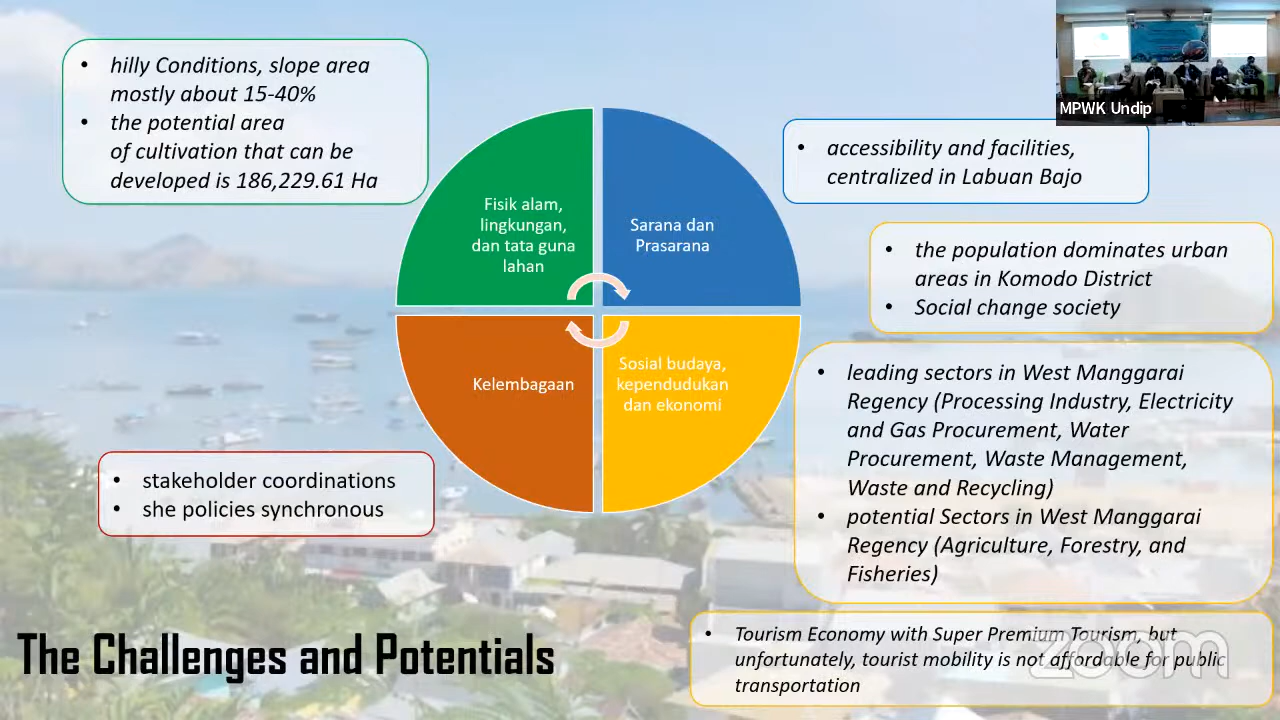 MPWK Undip
• hilly Conditions, slope area
mostly about 15-40%
• the potential area
of cultivation that can be
developed is 186,229.61 Ha
Fisik alam,
lingkungan,
dan tata guna
lahan
Sarana dan
Prasarana
• accessibility and facilities,
centralized in Labuan Bajo
• the population dominates urban
areas in Komodo District
• Social change society
Kelembagaan
Sosial budaya,
kependudukan
dan ekonomi
• leading sectors in West Manggarai
Regency (Processing Industry, Electricity
and Gas Procurement, Water
Procurement, Waste Management,
Waste and Recycling)
• potential Sectors in West Manggarai
Regency (Agriculture, Forestry, and
Fisheries)
• stakeholder coordinations
• she policies synchronous
The Challenges and Potentials
• Tourism Economy with Super Premium Tourism, but
unfortunately, tourist mobility is not affordable for public
transportation
zoom